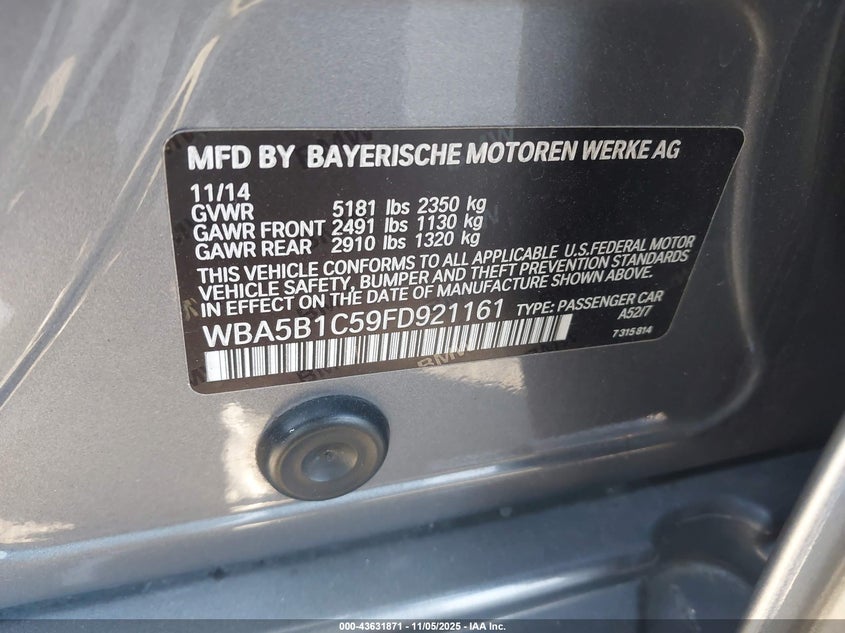 MFD BY BAYERISCHE MOTOREN WERKE AG
11/14
GVWR 5181 lbs 2350 kg
GAWR FRONT 2491 lbs 1130 kg
GAWR REAR 2910 lbs 1320 kg
THIS VEHICLE CONFORMS TO ALL APPLICABLE U.S.FEDERAL MOTOR
VEHICLE SAFETY, BUMPER AND THEFT PREVENTION STANDARDS
IN EFFECT ON THE DATE OF MANUFACTURE SHOWN ABOVE.
WBA5B1C59FD921161 TYPE: PASSENGER CAR
A52/7
7315814
BMW
000-43631871 - 11/05/2025 - IAA Inc.